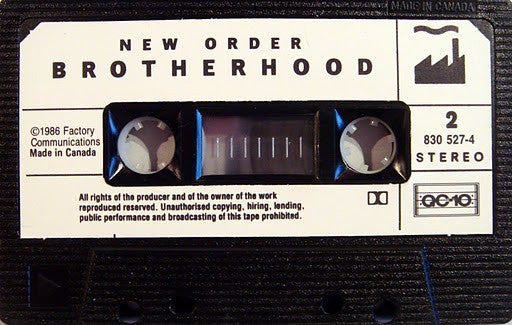 MADE IN CANADA
NEW ORDER
BROTHERHOOD
©1986 Factory
Communications
Made in Canada
2
830 527-4
STEREO
All rights of the producer and of the owner of the work
reproduced reserved. Unauthorised copying, hiring, lending,
public performance and broadcasting of this tape prohibited.
QC-10